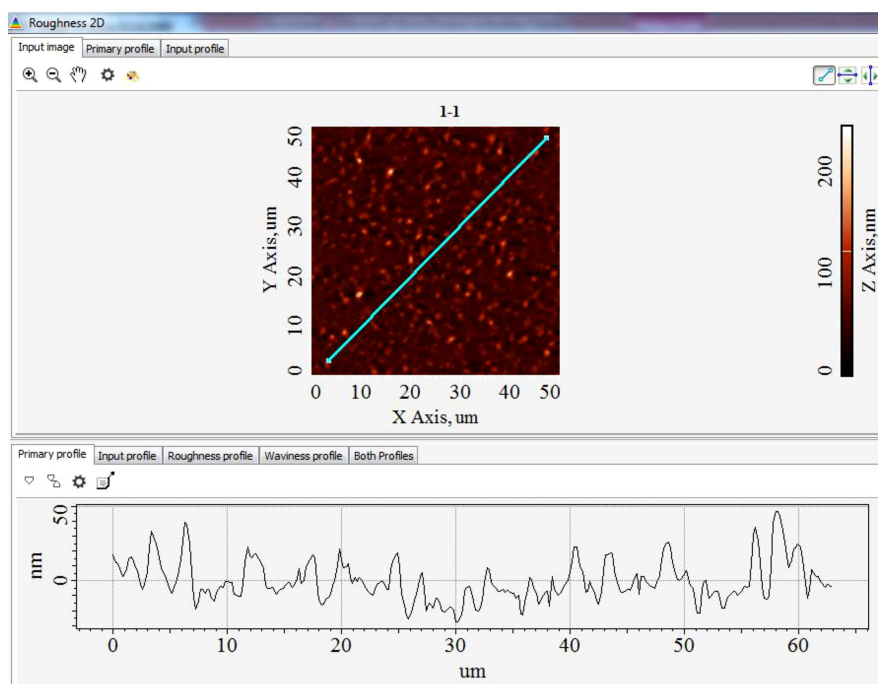 Roughness 2D
Input image Primary profile Input profile
1-1
Y Axis,um
50
40
30
20
10
0
0 10 20 30 40 50
X Axis, um
200
100
0
Z Axis,nm
Primary profile Input profile Roughness profile Waviness profile Both Profiles
nm
50
0
0 10 20 30 40 50 60
um